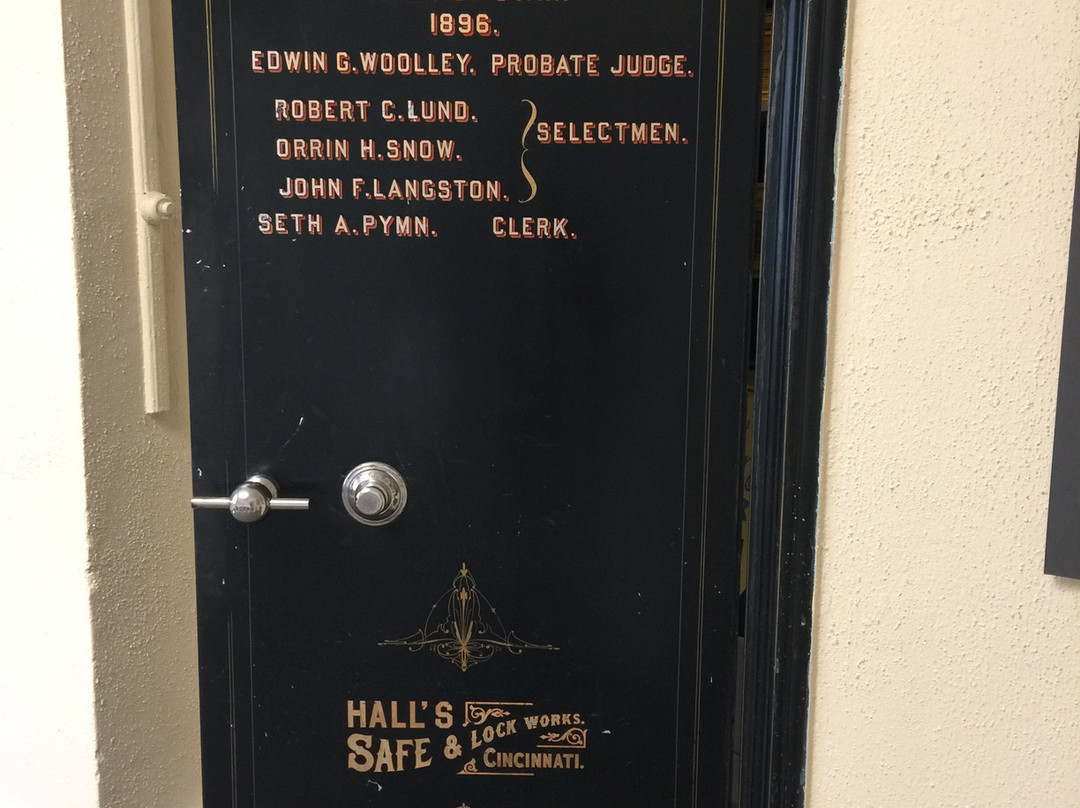 1896.
EDWIN G.WOOLLEY. PROBATE JUDGE.
ROBERT C.LUND.
ORRIN H.SNOW.
JOHN F.LANGSTON.
SELECTMEN.
SETH A.PYMN. CLERK.
HALL'S
SAFE & LOCK WORKS.
CINCINNATI.